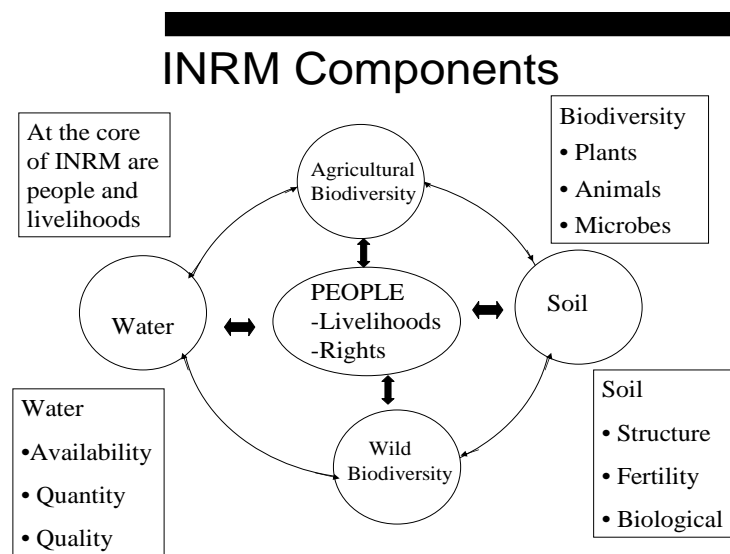 INRM Components
At the core
of INRM are
people and
livelihoods
Agricultural
Biodiversity
Biodiversity
• Plants
• Animals
• Microbes
Water
PEOPLE
-Livelihoods
-Rights
Soil
Water
•Availability
• Quantity
• Quality
Wild
Biodiversity
Soil
• Structure
• Fertility
• Biological